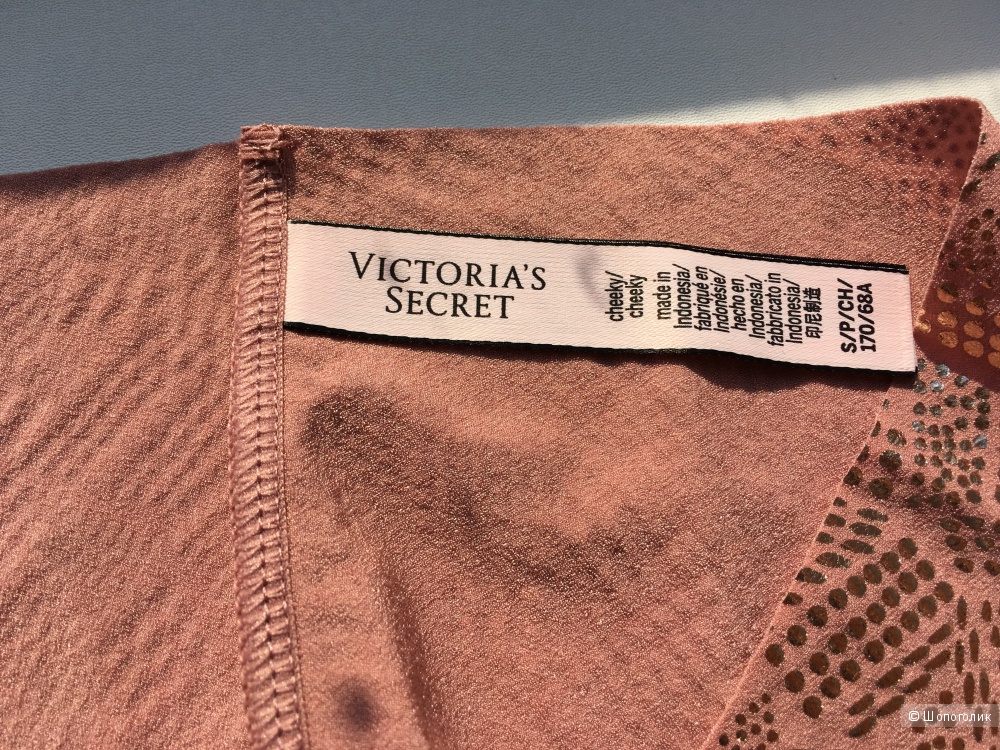 VICTORIA'S
SECRET
cheeky/
cheeky
made in
Indonesia/
fabriqué en
Indonésie/
hecho en
Indonesia/
fabbricato in
Indonesia/
印尼制造
S/P/CH/
170/68A
© Шопоголик